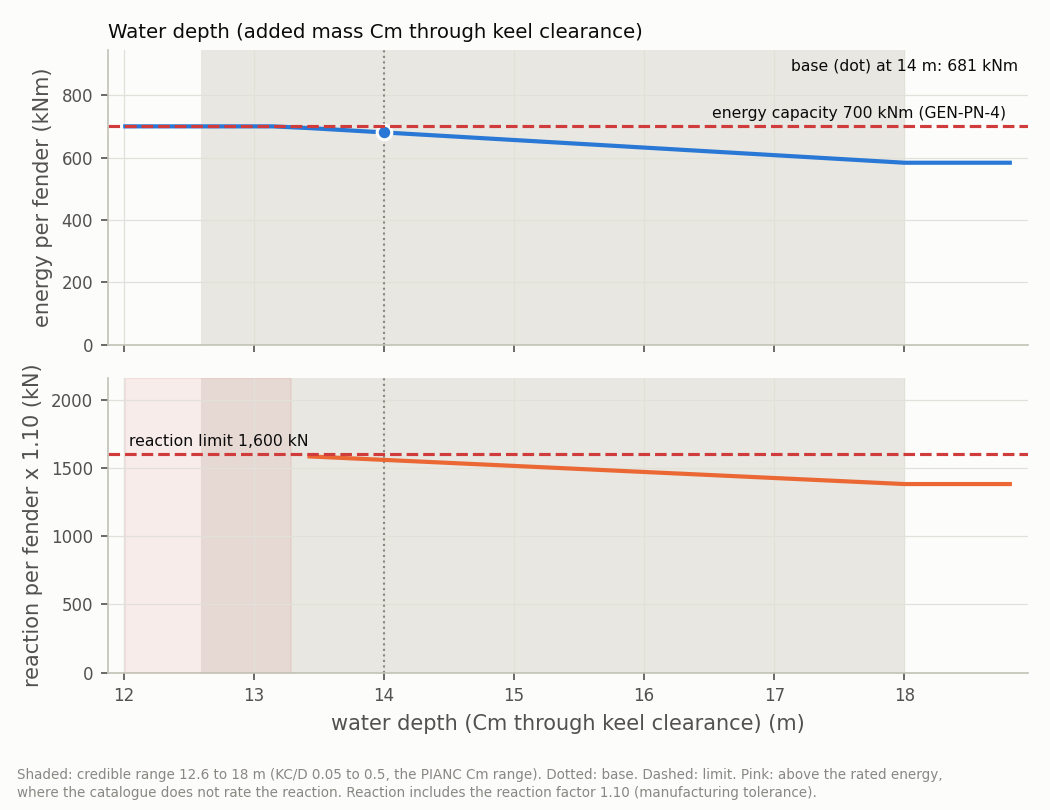 Water depth (added mass Cm through keel clearance)
base (dot) at 14 m: 681 kNm
energy capacity 700 kNm (GEN-PN-4)
energy per fender (kNm)
800
600
400
200
0
reaction limit 1,600 kN
reaction per fender x 1.10 (kN)
2000
1500
1000
500
0
12 13 14 15 16 17 18
water depth (Cm through keel clearance) (m)
Shaded: credible range 12.6 to 18 m (KC/D 0.05 to 0.5, the PIANC Cm range). Dotted: base. Dashed: limit. Pink: above the rated energy,
where the catalogue does not rate the reaction. Reaction includes the reaction factor 1.10 (manufacturing tolerance).